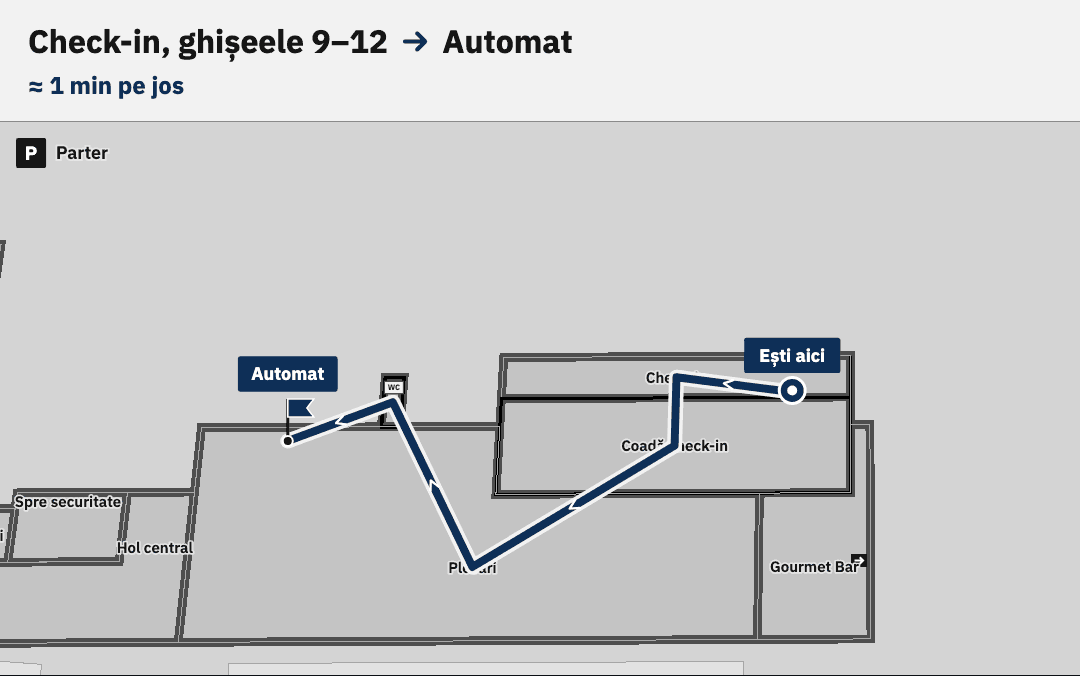 Check-in, ghișeele 9–12 → Automat
≈ 1 min pe jos
P Parter
Ești aici
Automat
wc
Spre securitate
Hol central
Gourmet Bar